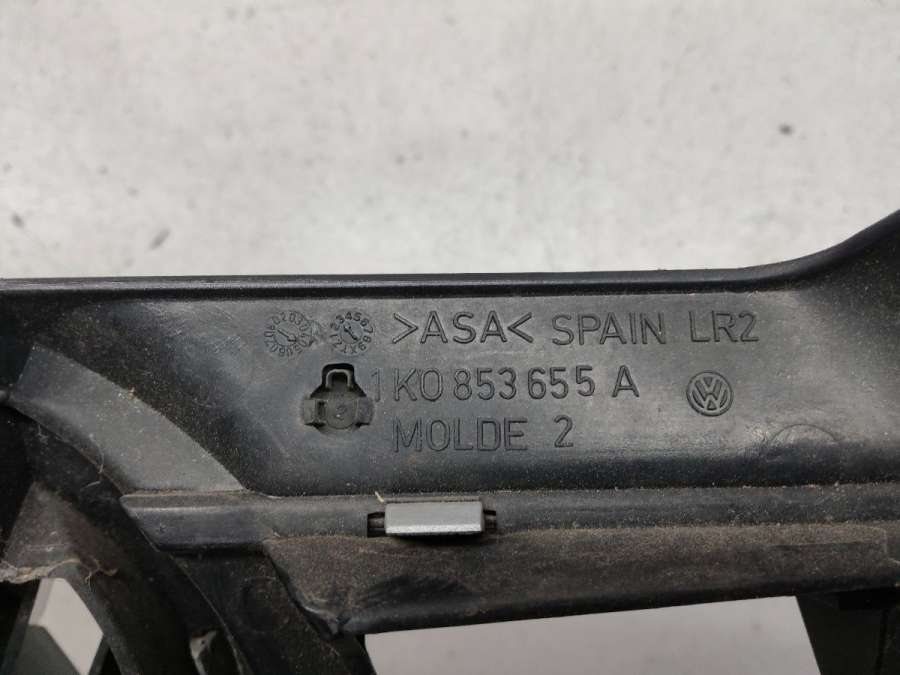 >ASA< SPAIN LR2
1K0 853 655 A
MOLDE 2